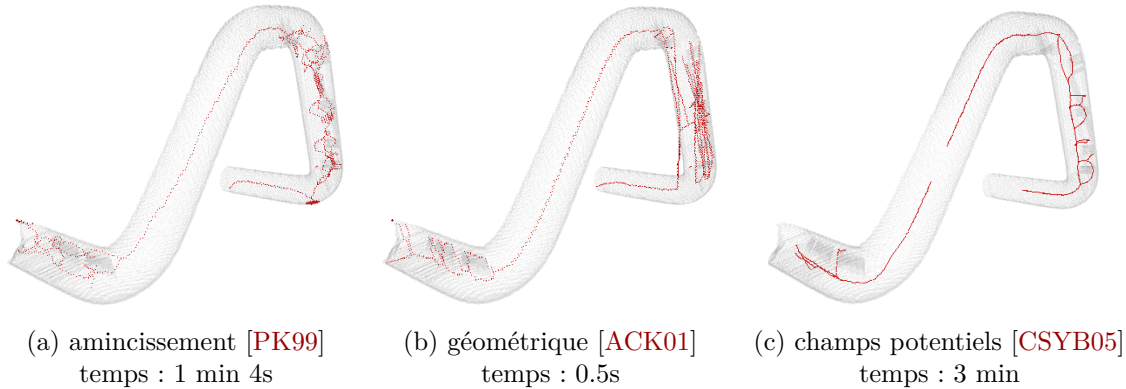 (a) amincissement [PK99]
temps : 1 min 4s
(b) géométrique [ACK01]
temps : 0.5s
(c) champs potentiels [CSYB05]
temps : 3 min